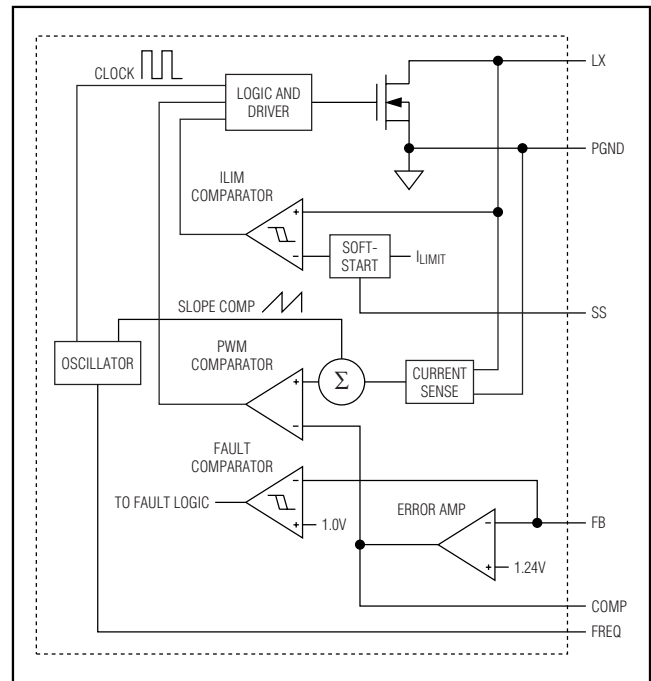 CLOCK
LX
LOGIC AND
DRIVER
PGND
ILIM
COMPARATOR
+
−
SOFT-
START
ILIMIT
SLOPE COMP
SS
OSCILLATOR
PWM
COMPARATOR
+
−
Σ
CURRENT
SENSE
FAULT
COMPARATOR
−
+
TO FAULT LOGIC
1.0V
ERROR AMP
−
+
FB
1.24V
COMP
FREQ